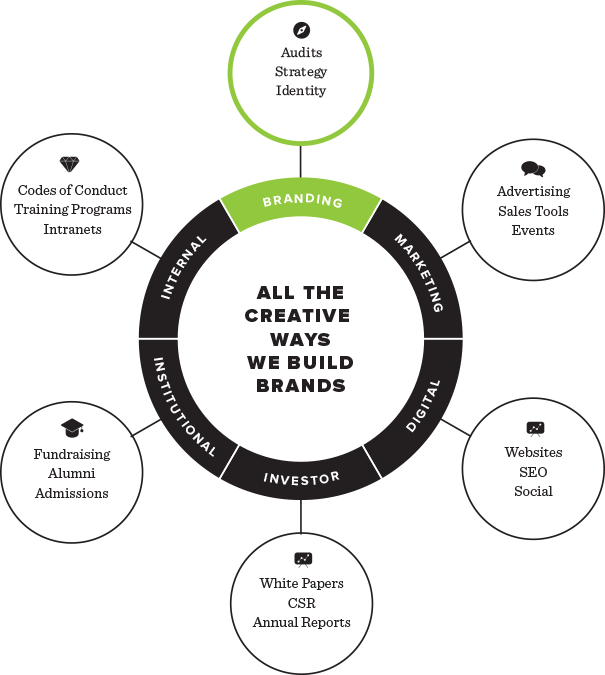 Audits
Strategy
Identity
BRANDING
Codes of Conduct
Training Programs
Intranets
Advertising
Sales Tools
Events
INTERNAL
MARKETING
ALL THE
CREATIVE
WAYS
WE BUILD
BRANDS
INSTITUTIONAL
DIGITAL
Fundraising
Alumni
Admissions
Websites
SEO
Social
INVESTOR
White Papers
CSR
Annual Reports